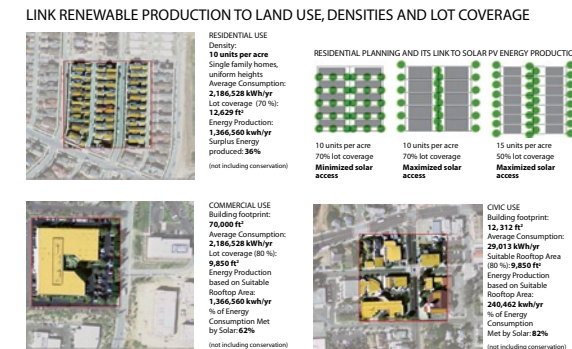 LINK RENEWABLE PRODUCTION TO LAND USE, DENSITIES AND LOT COVERAGE
RESIDENTIAL USE
Density:
10 units per acre
Single family homes,
uniform heights
Average Consumption:
2,186,528 kWh/yr
Lot coverage (70 %):
12,629 ft²
Energy Production:
1,366,560 kwh/yr
Surplus Energy
produced: 36%
(not including conservation)
RESIDENTIAL PLANNING AND ITS LINK TO SOLAR PV ENERGY PRODUCTIO
10 units per acre
70% lot coverage
Minimized solar
access
10 units per acre
70% lot coverage
Maximized solar
access
15 units per acre
50% lot coverage
Maximized solar
access
COMMERCIAL USE
Building footprint:
70,000 ft²
Average Consumption:
2,186,528 kWh/yr
Lot coverage (80 %):
9,850 ft²
Energy Production
based on Suitable
Rooftop Area:
1,366,560 kwh/yr
% of Energy
Consumption Met
by Solar: 62%
(not including conservation)
CIVIC USE
Building footprint:
12, 312 ft²
Average Consumption:
29,013 kWh/yr
Suitable Rooftop Area
(80 %): 9,850 ft²
Energy Production
based on Suitable
Rooftop Area:
240,462 kwh/yr
% of Energy
Consumption
Met by Solar: 82%
(not including conservation)